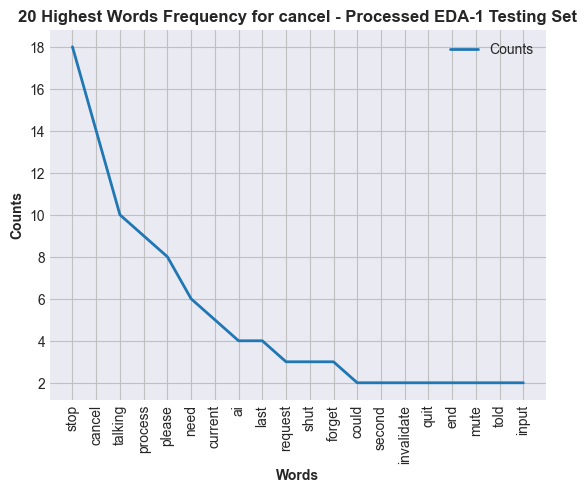 20 Highest Words Frequency for cancel - Processed EDA-1 Testing Set
Counts
18
16
14
12
10
8
6
4
2
Counts
stop
cancel
talking
process
please
need
current
ai
last
request
shut
forget
could
second
invalidate
quit
end
mute
told
input
Words